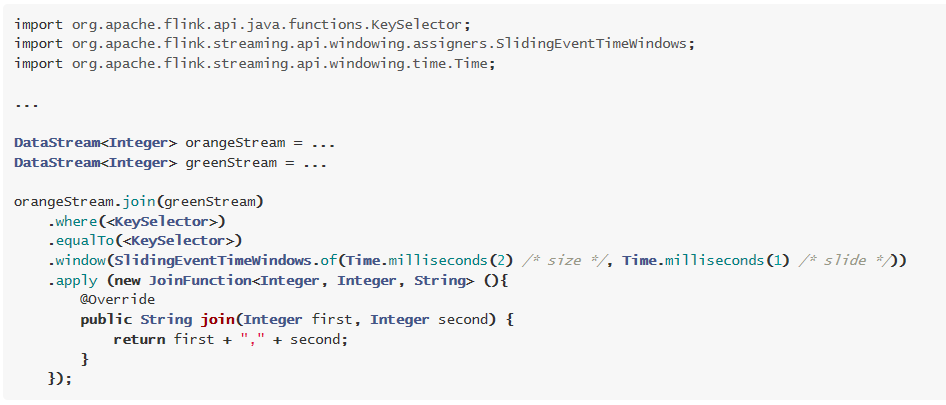 import org.apache.flink.api.java.functions.KeySelector;
import org.apache.flink.streaming.api.windowing.assigners.SlidingEventTimeWindows;
import org.apache.flink.streaming.api.windowing.time.Time;
...
DataStream<Integer> orangeStream = ...
DataStream<Integer> greenStream = ...
orangeStream.join(greenStream)
    .where(<KeySelector>)
    .equalTo(<KeySelector>)
    .window(SlidingEventTimeWindows.of(Time.milliseconds(2) /* size */, Time.milliseconds(1) /* slide */))
    .apply (new JoinFunction<Integer, Integer, String> (){
        @Override
        public String join(Integer first, Integer second) {
            return first + "," + second;
        }
    });